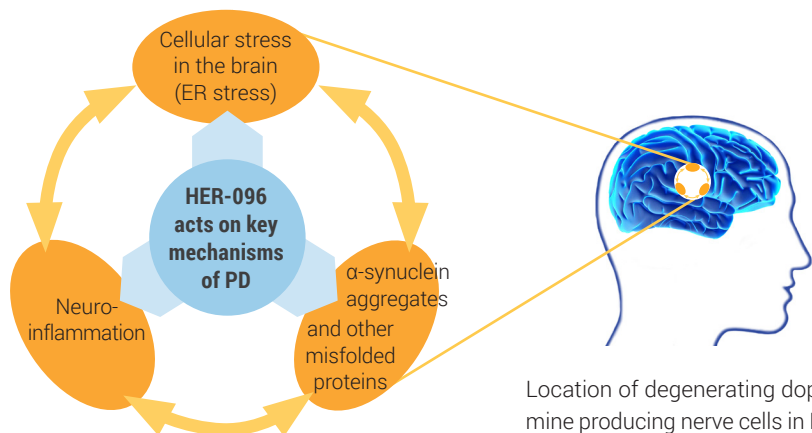 Cellular stress
in the brain
(ER stress)
HER-096
acts on key
mechanisms
of PD
Neuro-
inflammation
α-synuclein
aggregates
and other
misfolded
proteins
Location of degenerating dop
mine producing nerve cells in